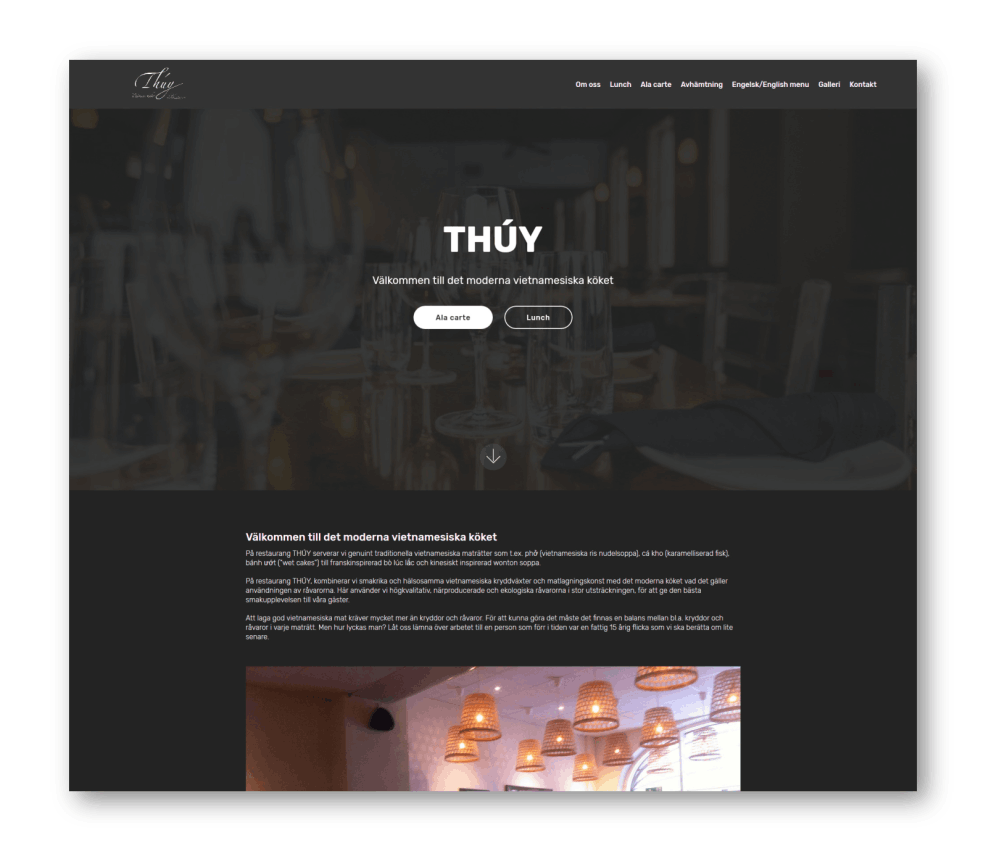 Thúy
Om oss Lunch Ala carte Avhämtning Engelsk/English menu Galleri Kontakt
THÚY
Välkommen till det moderna vietnamesiska köket
Ala carte Lunch
Välkommen till det moderna vietnamesiska köket
På restaurang THÚY serverar vi genuint traditionella vietnamesiska maträtter som t.ex. phở (vietnamesiska ris nudelsoppa), cá kho (karamelliserad fisk),
bánh ướt ("wet cakes") till franskinspirerad bò lúc lắc och kinesiskt inspirerad wonton soppa.
På restaurang THÚY, kombinerar vi smakrika och hälsosamma vietnamesiska kryddväxter och matlagningskonst med det moderna köket vad det gäller
användningen av råvarorna. Här använder vi högkvalitativ, närproducerade och ekologiska råvarorna i stor utsträckningen, för att ge den bästa
smakupplevelsen till våra gäster.
Att laga god vietnamesiska mat kräver mycket mer än kryddor och råvaror. För att kunna göra det måste det finnas en balans mellan bl.a. kryddor och
råvaror i varje maträtt. Men hur lyckas man? Låt oss lämna över arbetet till en person som förr i tiden var en fattig 15 årig flicka som vi ska berätta om lite
senare.